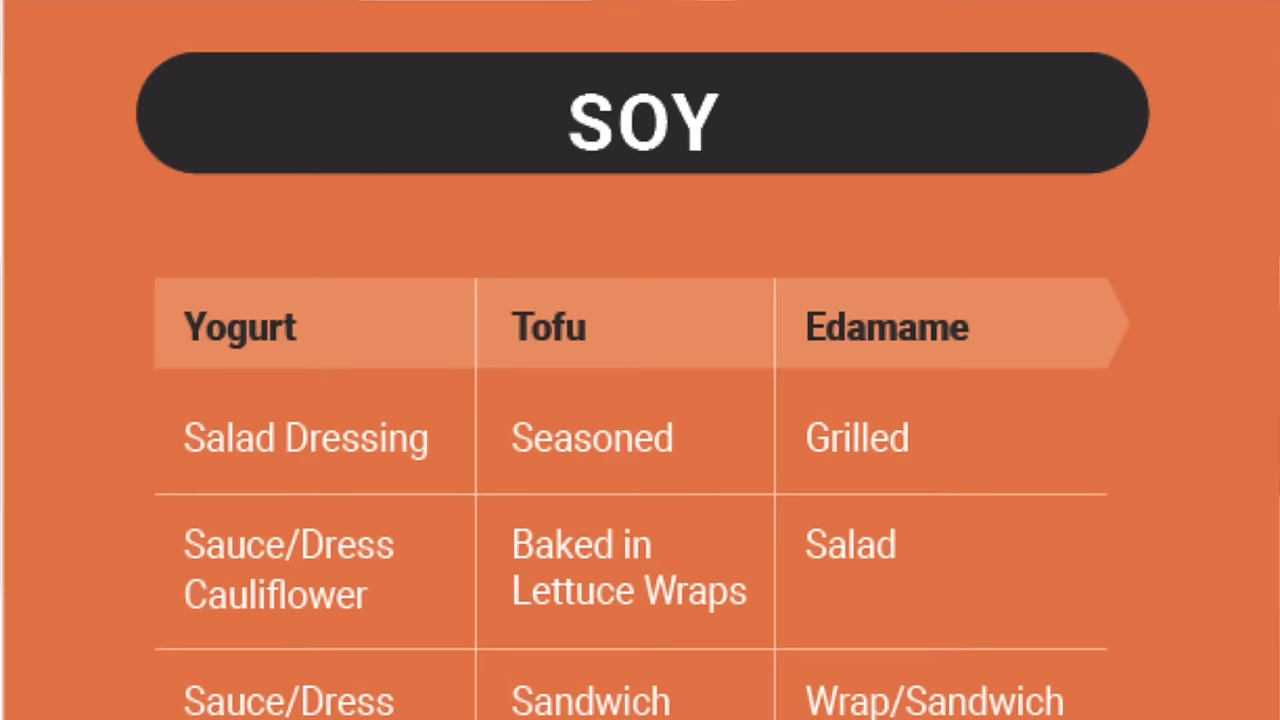 SOY
Yogurt Tofu Edamame
Salad Dressing Seasoned Grilled
Sauce/Dress Baked in Salad
Cauliflower Lettuce Wraps
Sauce/Dress Sandwich Wrap/Sandwich